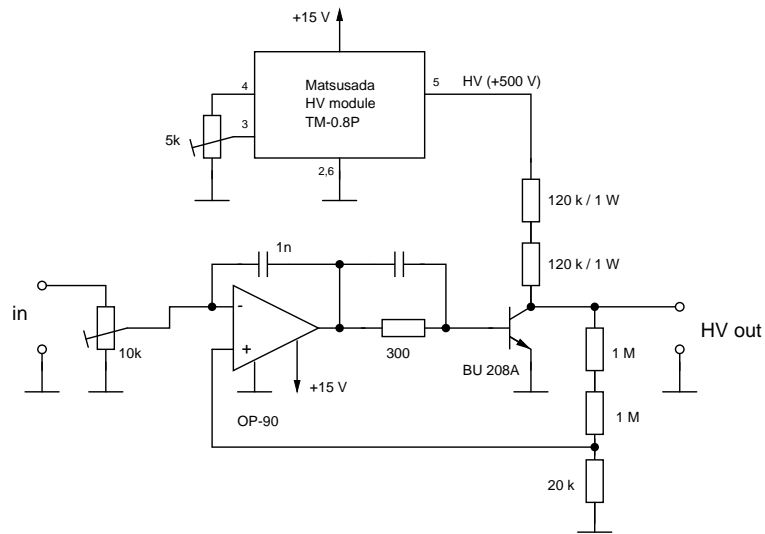 +15 V
4
3
5k
Matsusada
HV module
TM-0.8P
2,6
5
HV (+500 V)
120 k / 1 W
120 k / 1 W
1n
in
10k
-
+
300
+15 V
OP-90
BU 208A
HV out
1 M
1 M
20 k